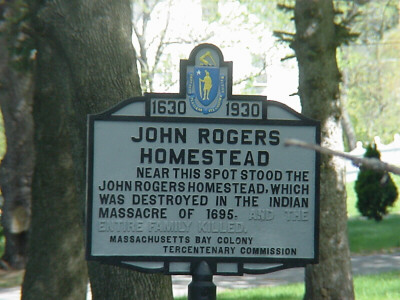 1630 1930
JOHN ROGERS
HOMESTEAD
NEAR THIS SPOT STOOD THE
JOHN ROGERS HOMESTEAD, WHICH
WAS DESTROYED IN THE INDIAN
MASSACRE OF 1695. AND THE
ENTIRE FAMILY KILLED.
MASSACHUSETTS BAY COLONY
TERCENTENARY COMMISSION